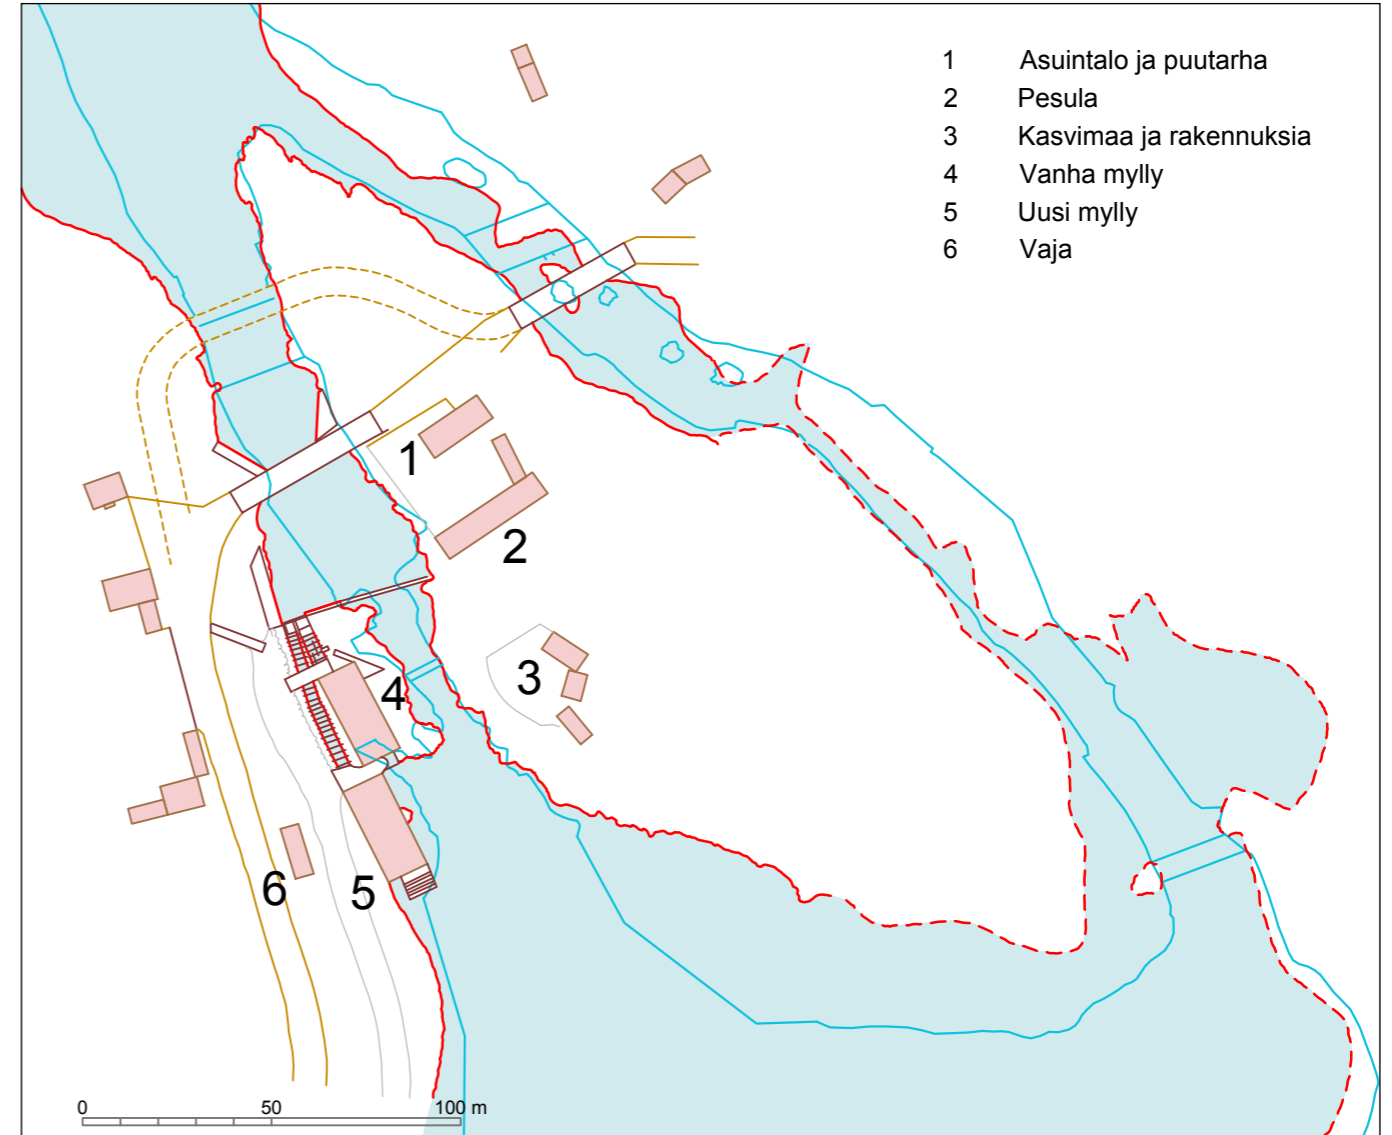 1 Asuintalo ja puutarha
2 Pesula
3 Kasvimaa ja rakennuksia
4 Vanha mylly
5 Uusi mylly
6 Vaja
1
2
3
4
5
6
0 50 100 m